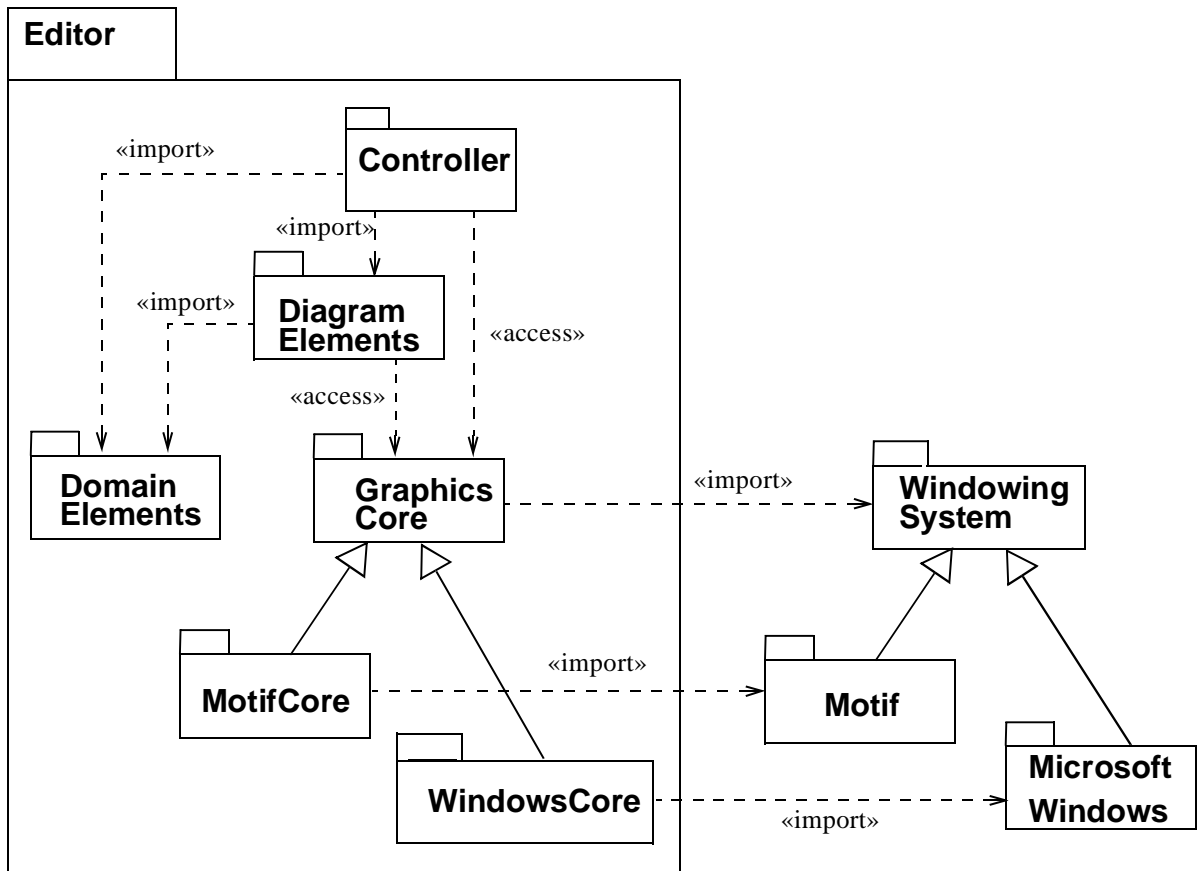 Editor
Controller
«import»
«import»
Diagram
Elements
«import»
«access»
«access»
Domain
Elements
Graphics
Core
«import»
Windowing
System
MotifCore
«import»
Motif
WindowsCore
«import»
Microsoft
Windows